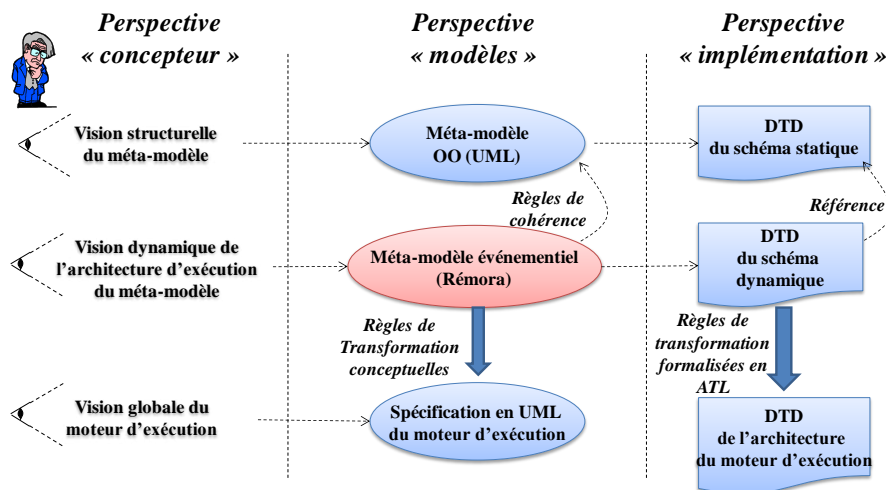 Perspective
« concepteur »
Perspective
« modèles »
Perspective
« implémentation »
Vision structurelle
du méta-modèle
Méta-modèle
OO (UML)
DTD
du schéma statique
Règles de
cohérence
Référence
Vision dynamique de
l'architecture d'exécution
du méta-modèle
Méta-modèle événementiel
(Rémora)
DTD
du schéma
dynamique
Règles de
Transformation
conceptuelles
Règles de
transformation
formalisées en
ATL
Vision globale du
moteur d'exécution
Spécification en UML
du moteur d'exécution
DTD
de l'architecture
du moteur d'exécution